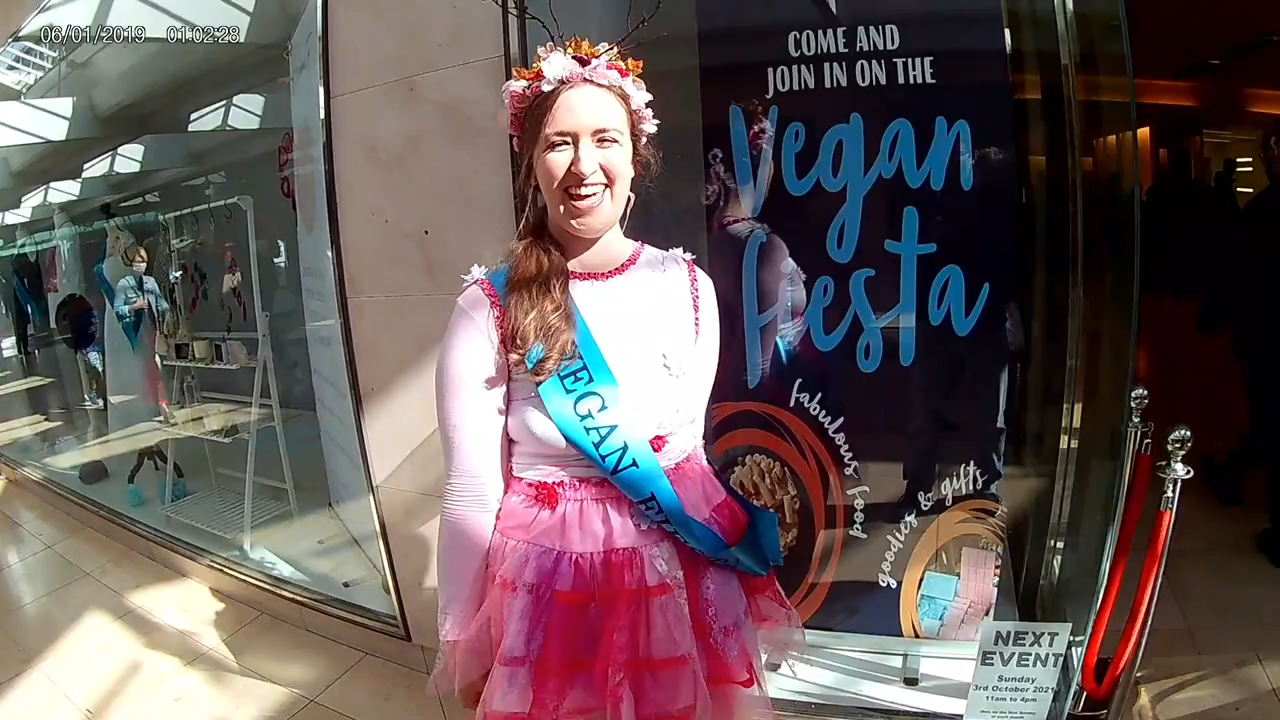 06/01/2019 01:02:28
COME AND
JOIN IN ON THE
Vegan
fiesta
fabulous food
goodies & gifts
EGAN
NEXT
EVENT
Sunday
3rd October 2021
11am to 4pm